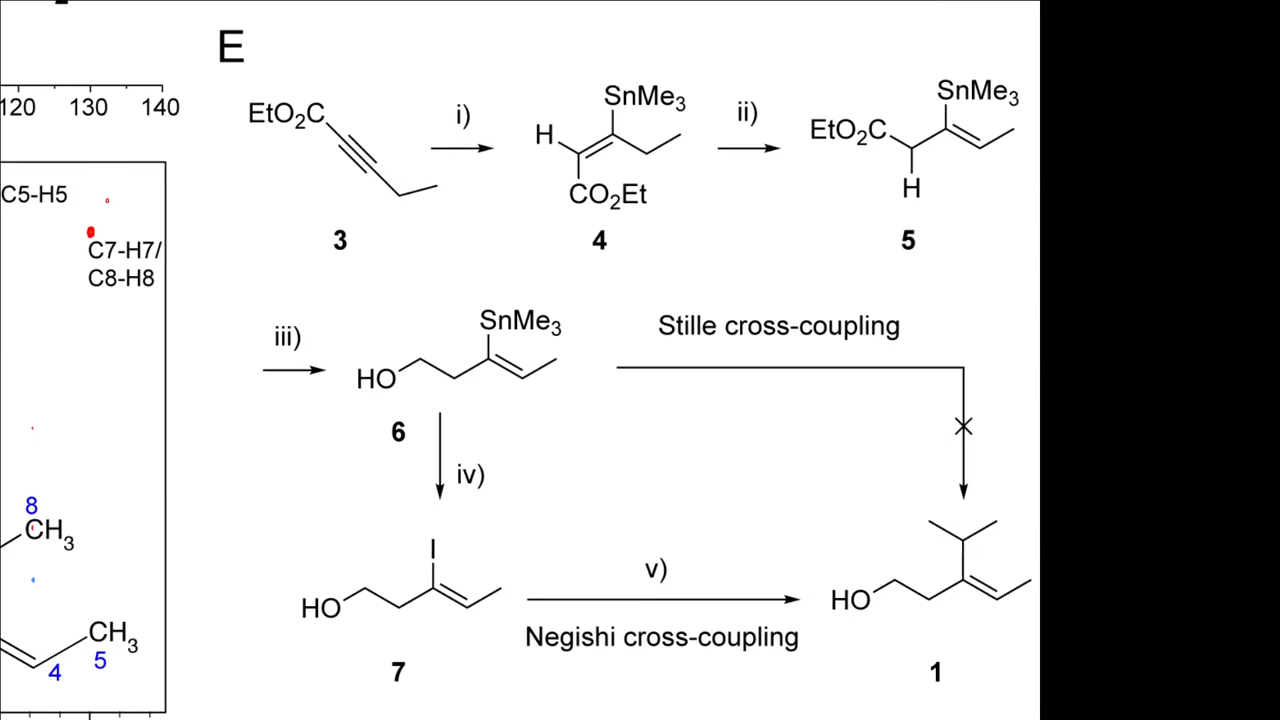 E
120 130 140
C5-H5
C7-H7/
C8-H8
8
CH3
CH3
4
5
EtO2C
3
i)
SnMe3
H
CO2Et
4
ii)
SnMe3
EtO2C
H
5
iii)
SnMe3
HO
6
Stille cross-coupling
iv)
I
HO
7
v)
Negishi cross-coupling
HO
1